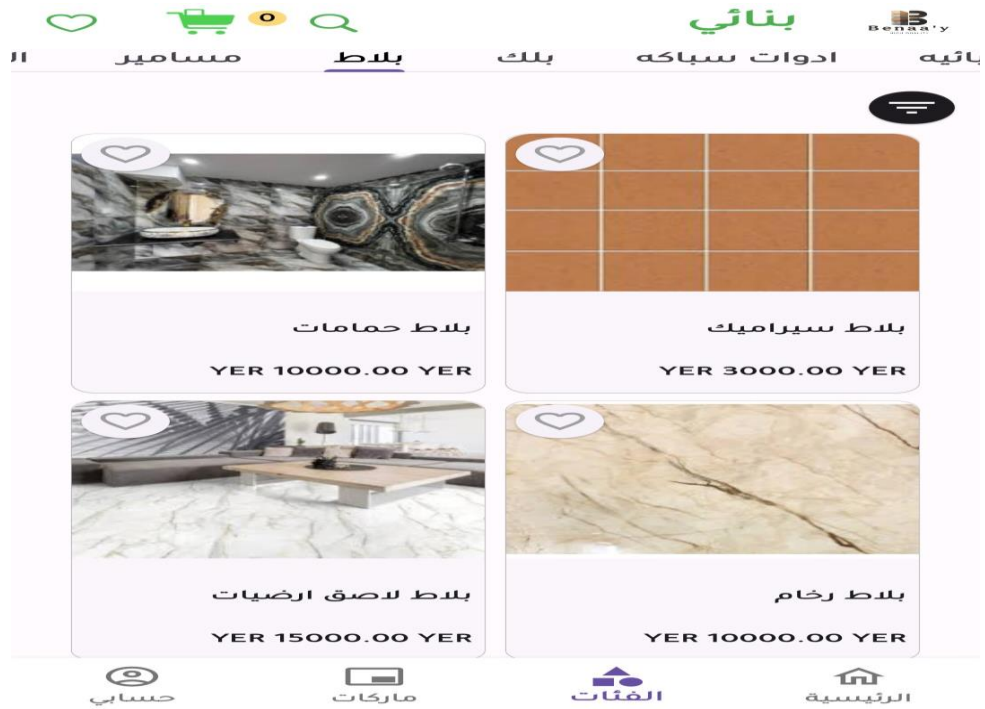 بنائي
Benaa'y
0
ادوات سباكه
بلك
بلاط
مسامير
بلاط سيراميك
YER 3000.00 YER
بلاط حمامات
YER 10000.00 YER
بلاط رخام
YER 10000.00 YER
بلاط لاصق ارضيات
YER 15000.00 YER
الرئيسية
الفئات
ماركات
حسابي